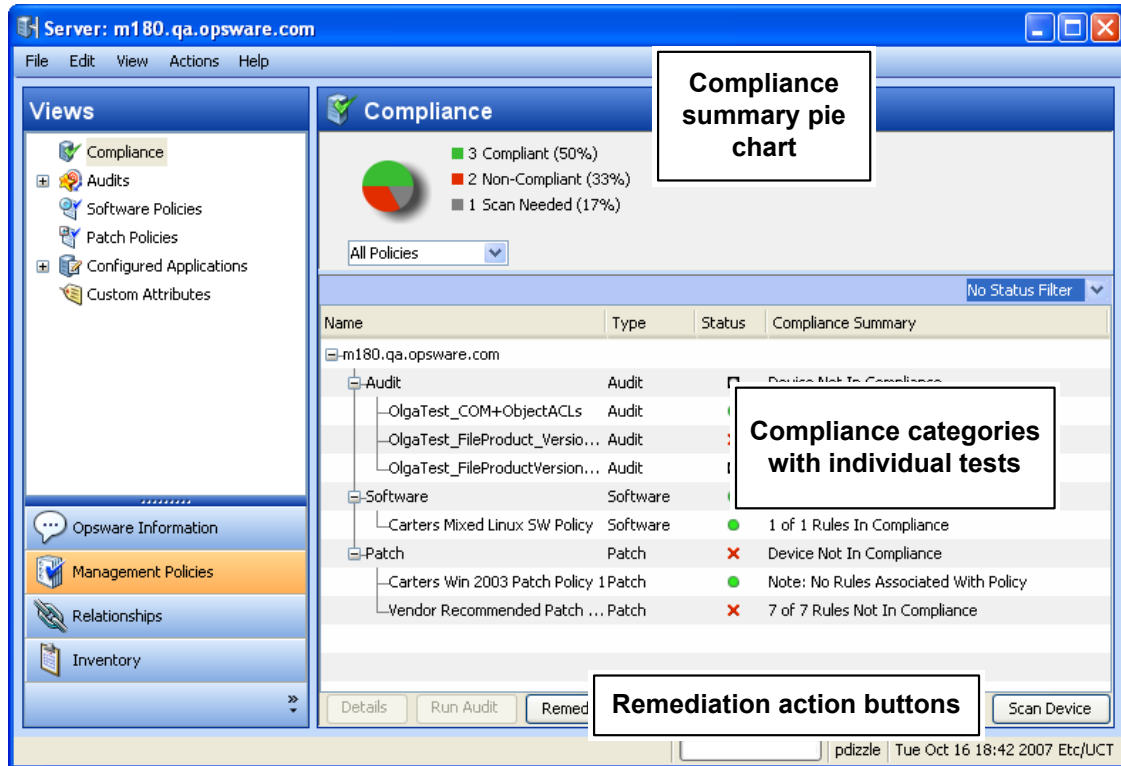 Server: m180.qa.opsware.com
File Edit View Actions Help
Views
Compliance
Audits
Software Policies
Patch Policies
Configured Applications
Custom Attributes
Opsware Information
Management Policies
Relationships
Inventory
Compliance
3 Compliant (50%)
2 Non-Compliant (33%)
1 Scan Needed (17%)
Compliance
summary pie
chart
All Policies
No Status Filter
Name Type Status Compliance Summary
m180.qa.opsware.com
Audit Audit Device Not In Compliance
OlgaTest_COM+ObjectACLs Audit
OlgaTest_FileProduct_Versio... Audit
OlgaTest_FileProductVersion... Audit
Compliance categories
with individual tests
Software Software
Carters Mixed Linux SW Policy Software 1 of 1 Rules In Compliance
Patch Patch Device Not In Compliance
Carters Win 2003 Patch Policy 1 Patch Note: No Rules Associated With Policy
Vendor Recommended Patch ... Patch 7 of 7 Rules Not In Compliance
Details Run Audit Remed Scan Device
Remediation action buttons
pdizzle Tue Oct 16 18:42 2007 Etc/UCT